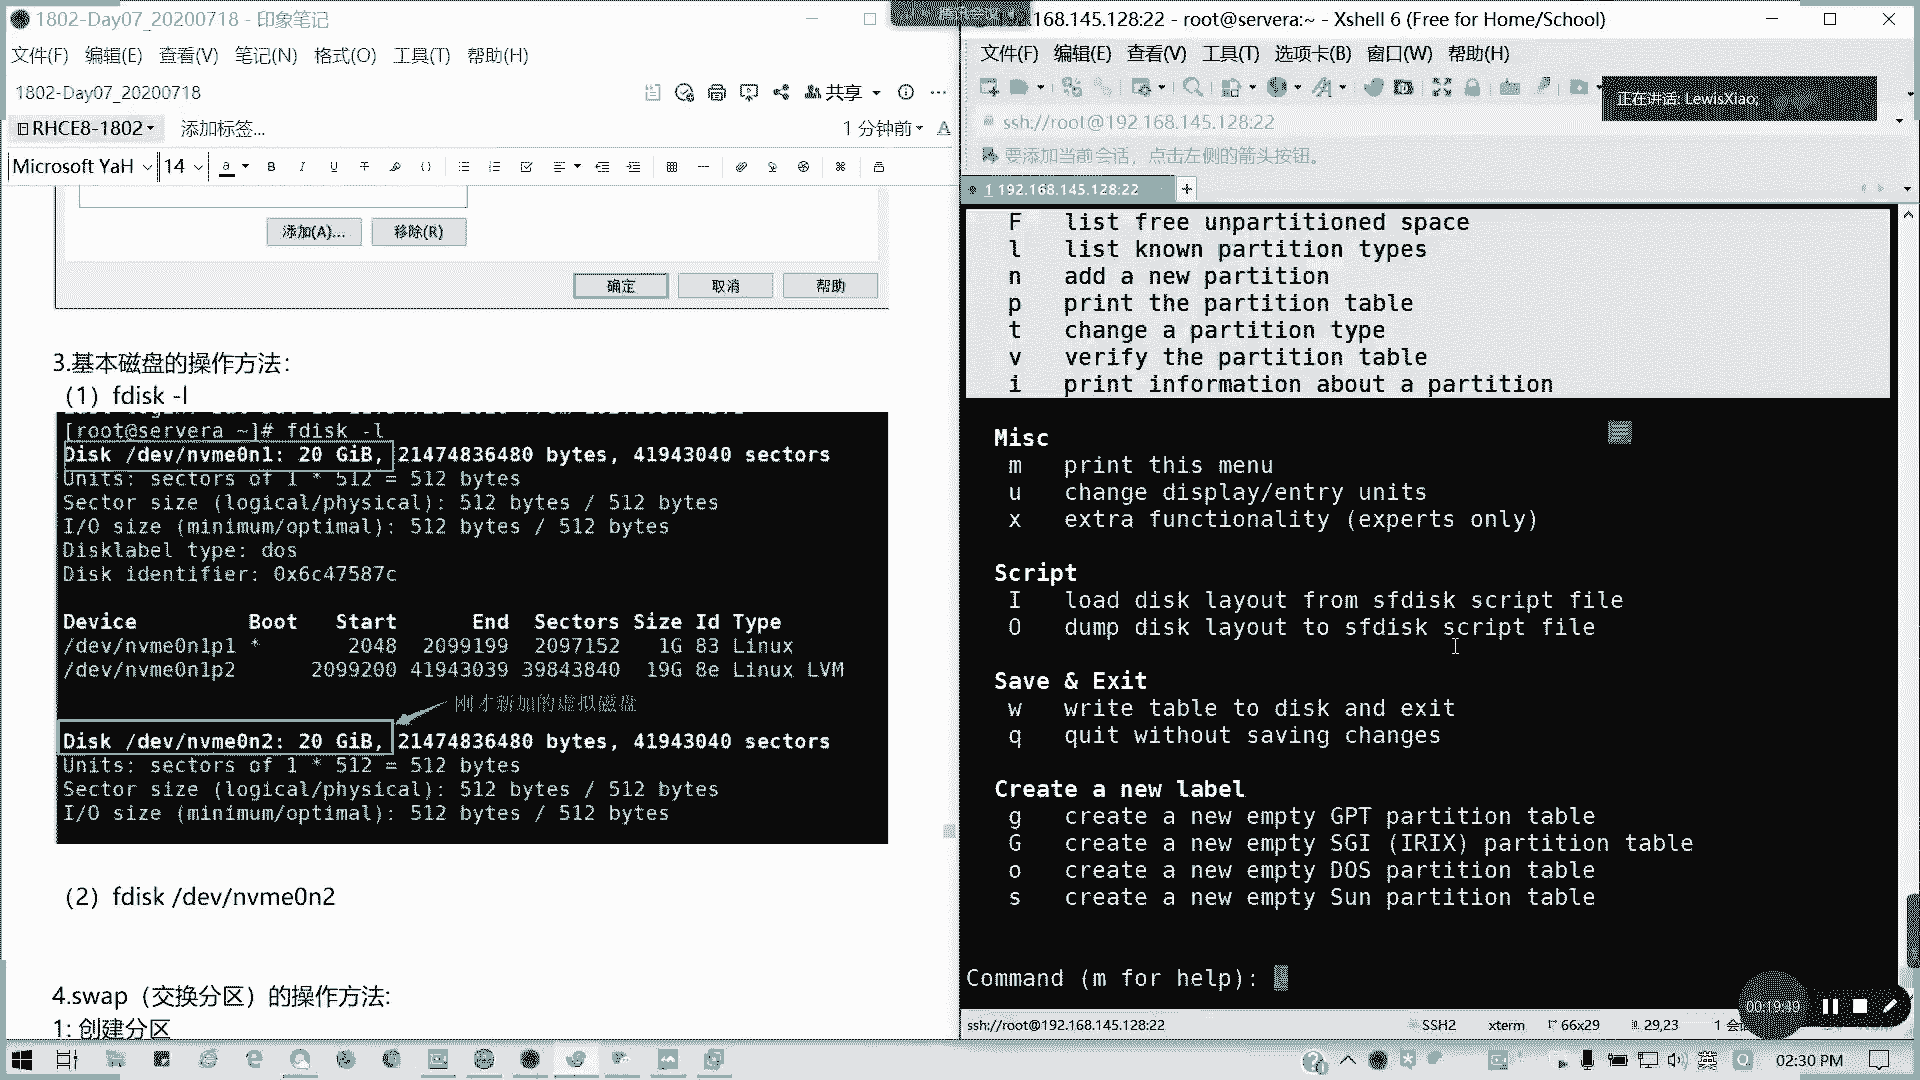 1802-Day07_20200718 - 印象笔记
文件(F) 编辑(E) 查看(V) 笔记(N) 格式(O) 工具(T) 帮助(H)
1802-Day07_20200718
共享
RHCE8-1802
添加标签...
1 分钟前
Microsoft YaH
14
添加(A)...
移除(R)
确定
取消
帮助
3.基本磁盘的操作方法：
（1）fdisk -l
[root@servera ~]# fdisk -l
Disk /dev/nvme0n1: 20 GiB, 21474836480 bytes, 41943040 sectors
Units: sectors of 1 * 512 = 512 bytes
Sector size (logical/physical): 512 bytes / 512 bytes
I/O size (minimum/optimal): 512 bytes / 512 bytes
Disklabel type: dos
Disk identifier: 0x6c47587c
Device Boot Start End Sectors Size Id Type
/dev/nvme0n1p1 * 2048 2099199 2097152 1G 83 Linux
/dev/nvme0n1p2 2099200 41943039 39843840 19G 8e Linux LVM
刚才新加的虚拟磁盘
Disk /dev/nvme0n2: 20 GiB, 21474836480 bytes, 41943040 sectors
Units: sectors of 1 * 512 = 512 bytes
Sector size (logical/physical): 512 bytes / 512 bytes
I/O size (minimum/optimal): 512 bytes / 512 bytes
（2）fdisk /dev/nvme0n2
4.swap（交换分区）的操作方法:
1: 创建分区
168.145.128:22 - root@servera:~ - Xshell 6 (Free for Home/School)
文件(F) 编辑(E) 查看(V) 工具(T) 选项卡(B) 窗口(W) 帮助(H)
正在讲话: LewisXiao;
ssh://root@192.168.145.128:22
要添加当前会话，点击左侧的箭头按钮。
1 192.168.145.128:22
F list free unpartitioned space
l list known partition types
n add a new partition
p print the partition table
t change a partition type
v verify the partition table
i print information about a partition
Misc
m print this menu
u change display/entry units
x extra functionality (experts only)
Script
I load disk layout from sfdisk script file
O dump disk layout to sfdisk script file
Save & Exit
w write table to disk and exit
q quit without saving changes
Create a new label
g create a new empty GPT partition table
G create a new empty SGI (IRIX) partition table
o create a new empty DOS partition table
s create a new empty Sun partition table
Command (m for help):
00:19:49
ssh://root@192.168.145.128:22 SSH2 xterm 66x29 29,23 1
英
02:30 PM